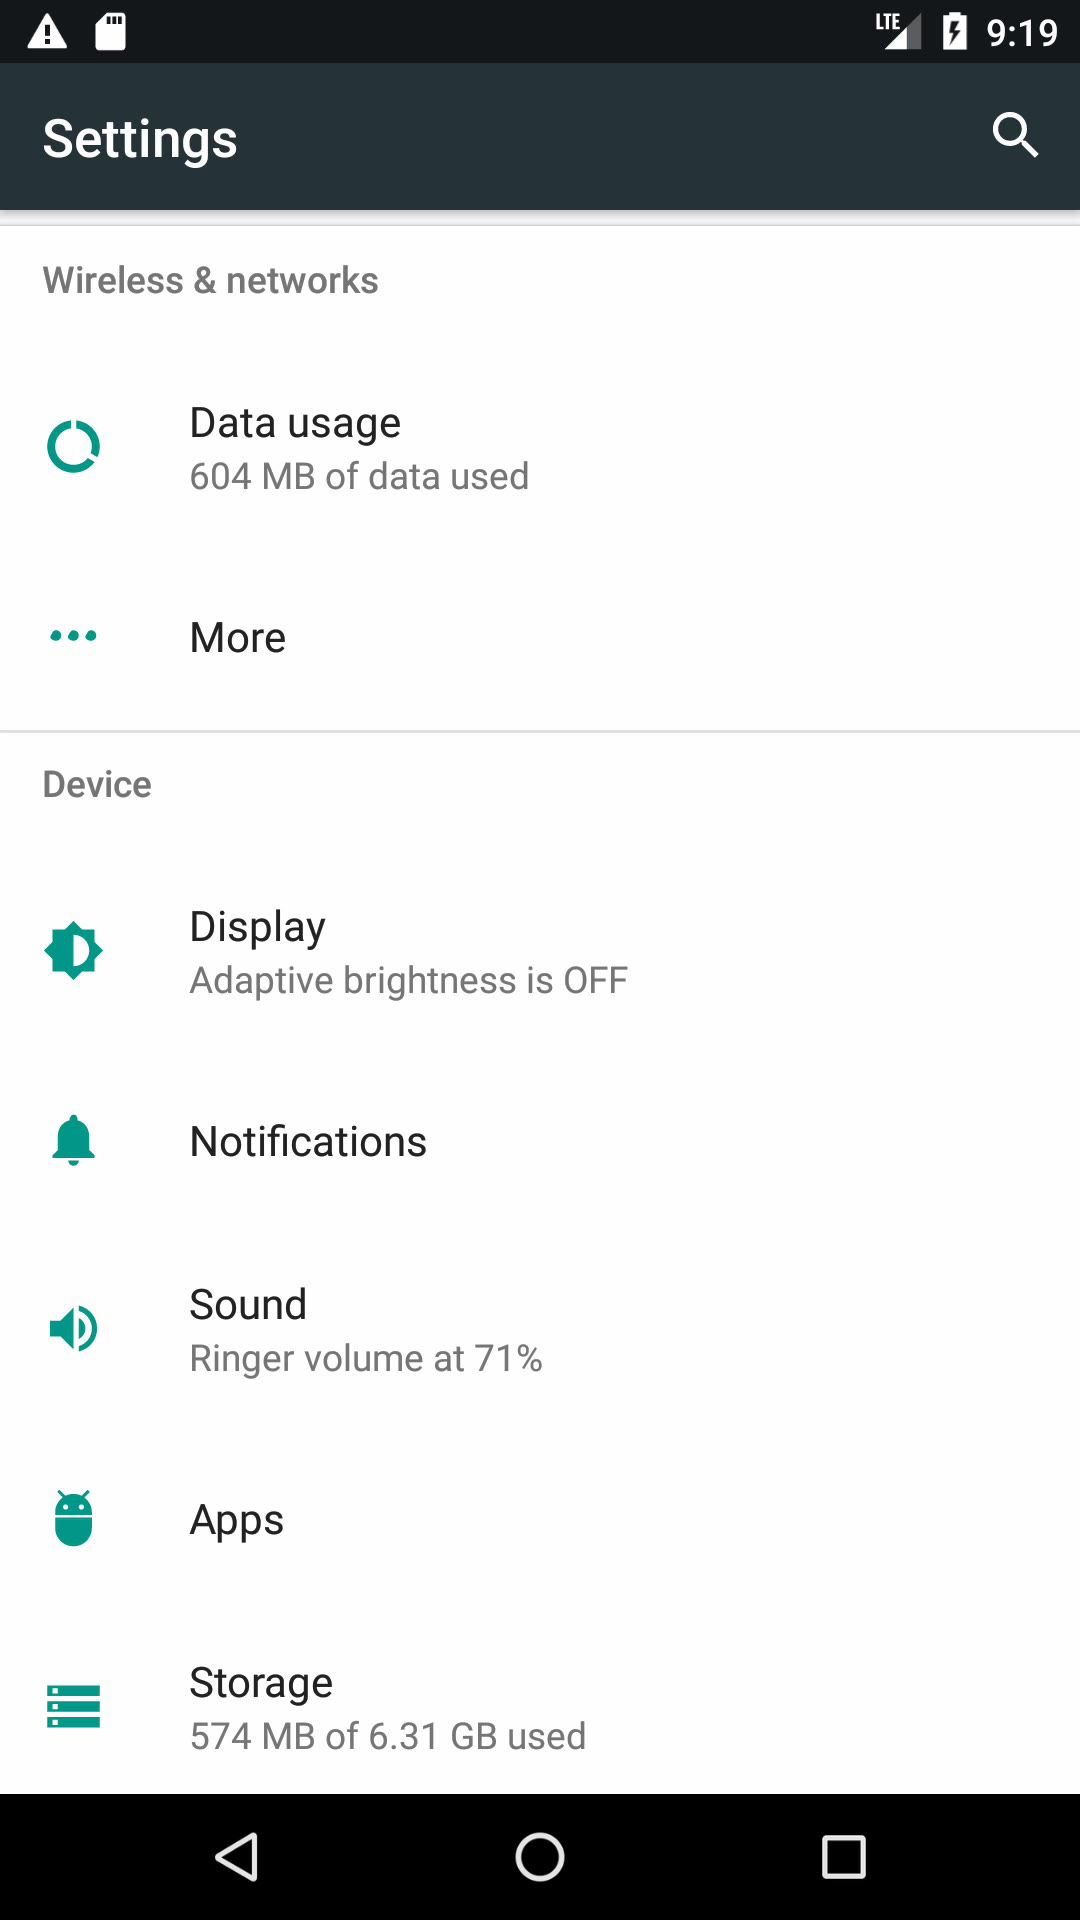 LTE 9:19
Settings
Wireless & networks
Data usage
604 MB of data used
More
Device
Display
Adaptive brightness is OFF
Notifications
Sound
Ringer volume at 71%
Apps
Storage
574 MB of 6.31 GB used